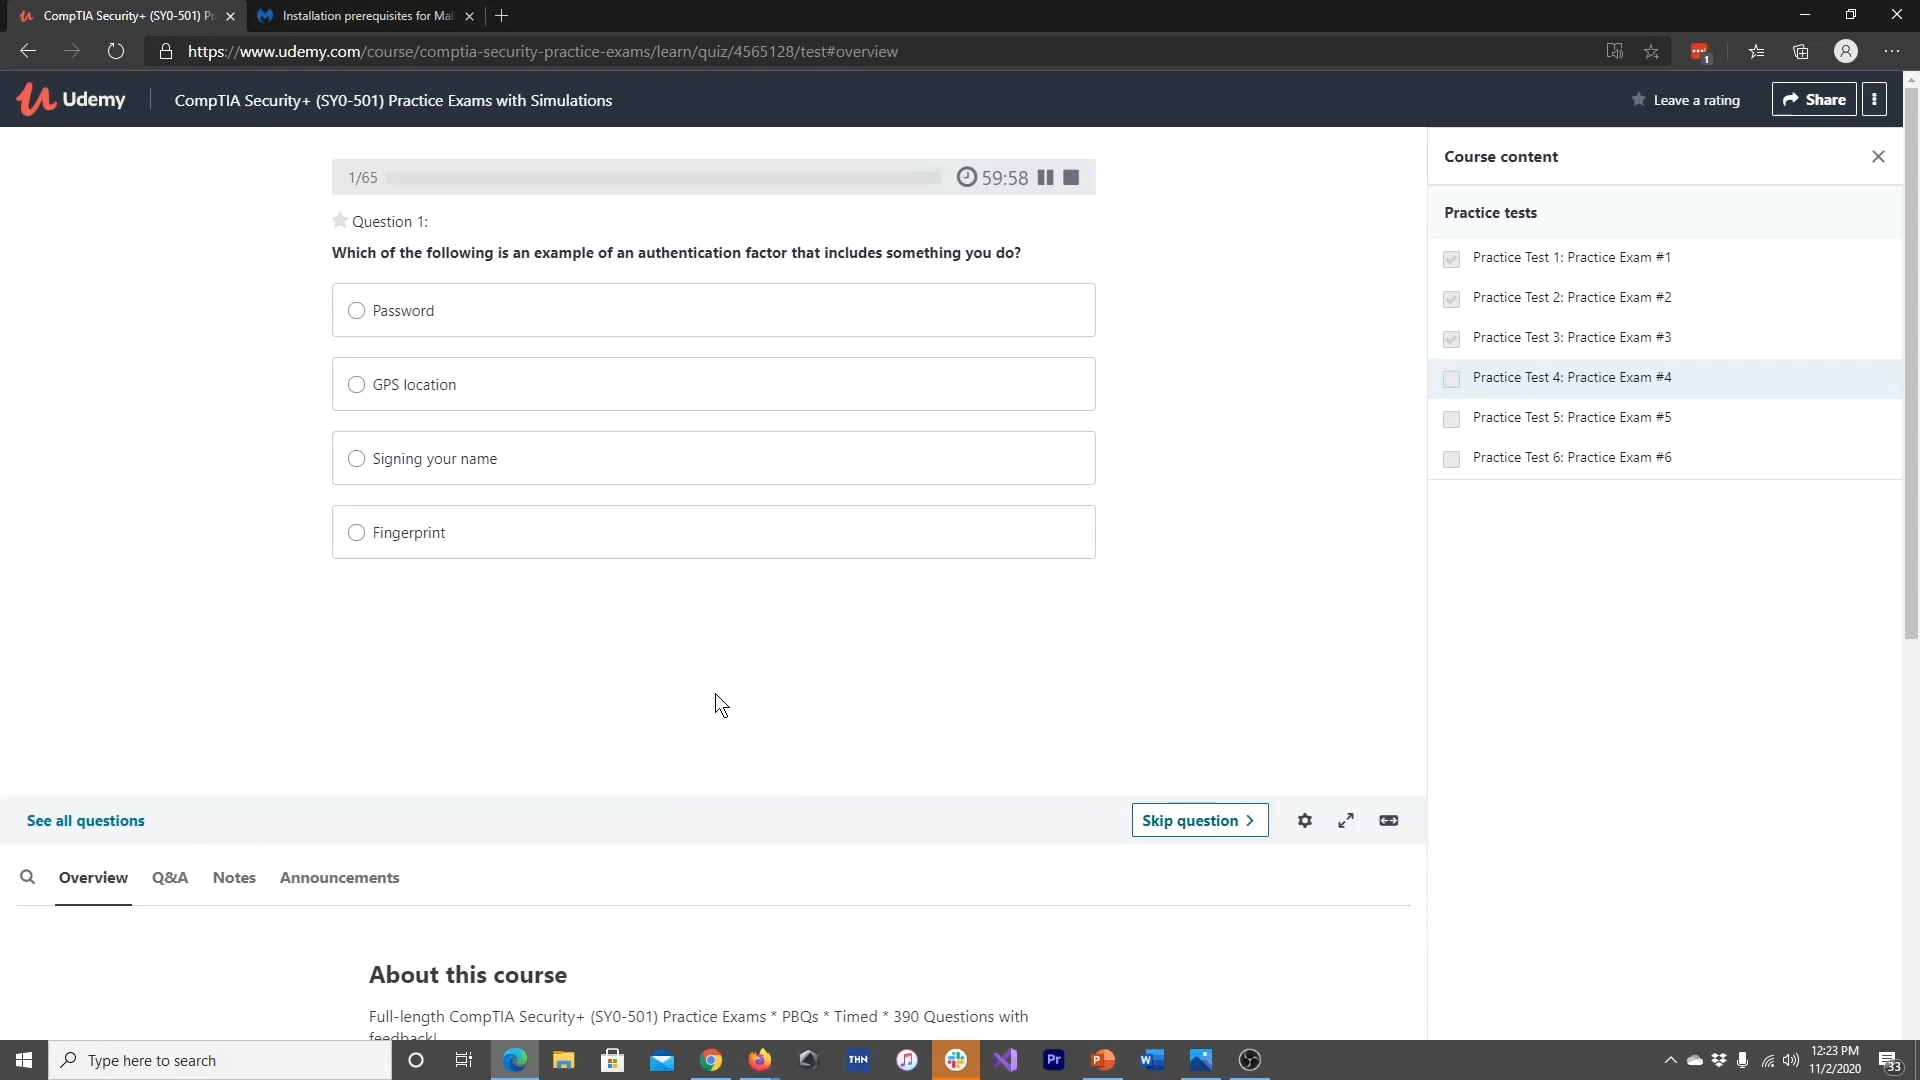 CompTIA Security+ (SY0-501) Pr
Installation prerequisites for Mal
https://www.udemy.com/course/comptia-security-practice-exams/learn/quiz/4565128/test#overview
1
Udemy
CompTIA Security+ (SY0-501) Practice Exams with Simulations
Leave a rating
Share
Course content
1/65
59:58
Question 1:
Which of the following is an example of an authentication factor that includes something you do?
Password
GPS location
Signing your name
Fingerprint
Practice tests
Practice Test 1: Practice Exam #1
Practice Test 2: Practice Exam #2
Practice Test 3: Practice Exam #3
Practice Test 4: Practice Exam #4
Practice Test 5: Practice Exam #5
Practice Test 6: Practice Exam #6
See all questions
Skip question
Overview
Q&A
Notes
Announcements
About this course
Full-length CompTIA Security+ (SY0-501) Practice Exams * PBQs * Timed * 390 Questions with
feedback!
Type here to search
THN
Pr
P
W
12:23 PM
11/2/2020
33